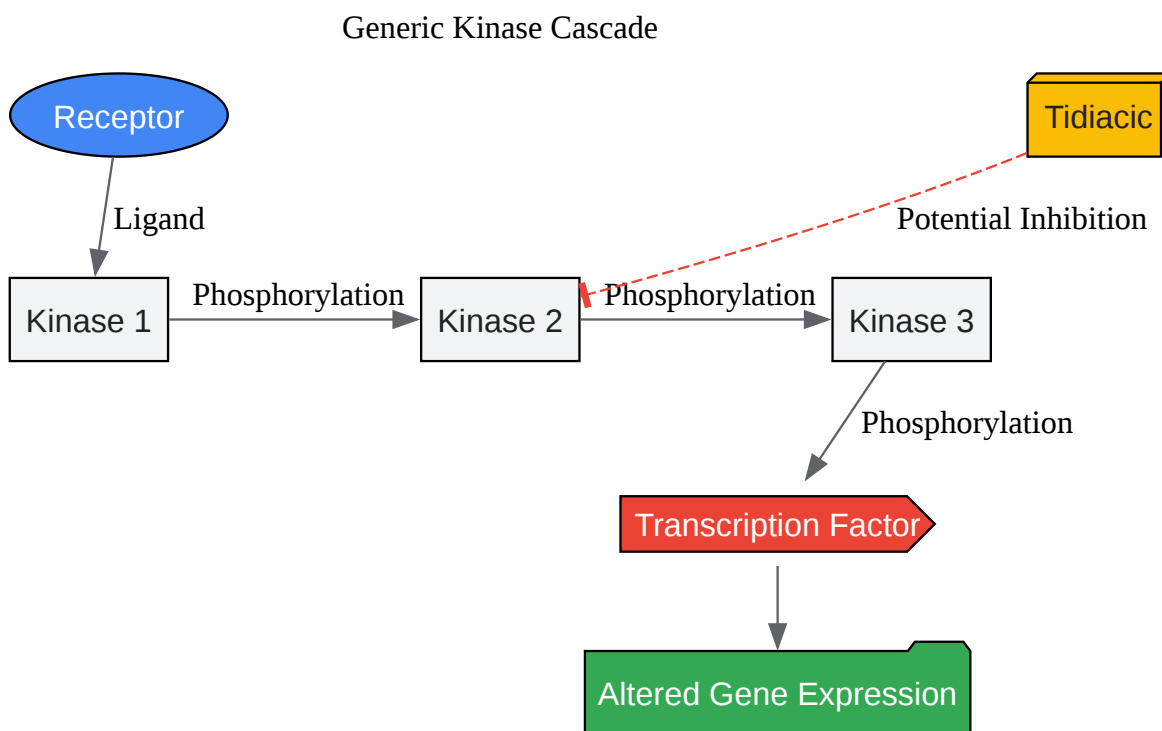 Generic Kinase Cascade
Receptor
Tidiacic
Ligand
Potential Inhibition
Phosphorylation
Phosphorylation
Kinase 1
Kinase 2
Kinase 3
Phosphorylation
Transcription Factor
Altered Gene Expression